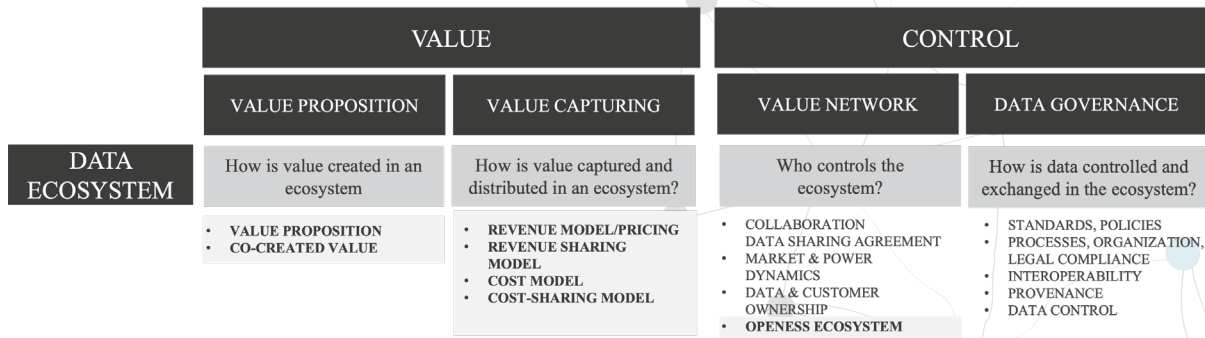 VALUE
CONTROL
VALUE PROPOSITION
VALUE CAPTURING
VALUE NETWORK
DATA GOVERNANCE
DATA
ECOSYSTEM
How is value created in an
ecosystem
How is value captured and
distributed in an ecosystem?
Who controls the
ecosystem?
How is data controlled and
exchanged in the ecosystem?
• VALUE PROPOSITION
• CO-CREATED VALUE
• REVENUE MODEL/PRICING
• REVENUE SHARING
MODEL
• COST MODEL
• COST-SHARING MODEL
• COLLABORATION
DATA SHARING AGREEMENT
• MARKET & POWER
DYNAMICS
• DATA & CUSTOMER
OWNERSHIP
• OPENESS ECOSYSTEM
• STANDARDS, POLICIES
• PROCESSES, ORGANIZATION,
LEGAL COMPLIANCE
• INTEROPERABILITY
• PROVENANCE
• DATA CONTROL